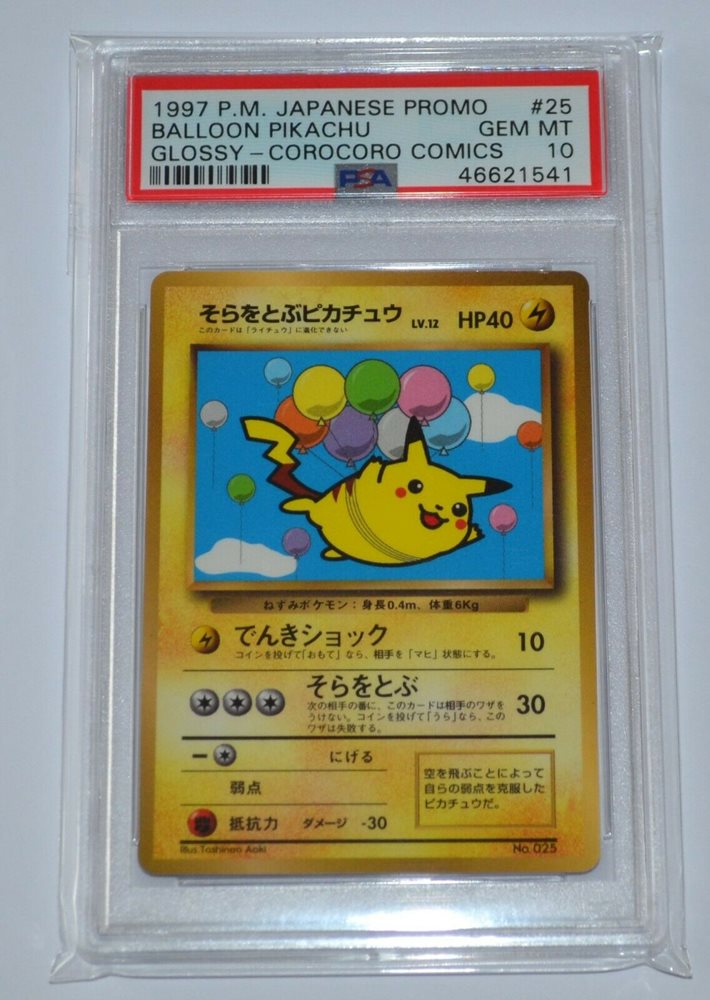 1997 P.M. JAPANESE PROMO #25
BALLOON PIKACHU GEM MT
GLOSSY - COROCORO COMICS 10
PSA 46621541
そらをとぶピカチュウ LV.12 HP40
このカードは「ライチュウ」に進化できない
ねずみポケモン：身長0.4m、体重6Kg
でんきショック 10
コインを投げて「おもて」なら、相手を「マヒ」状態にする。
そらをとぶ 30
次の相手の番に、このカードは相手のワザを
うけない。コインを投げて「うら」なら、この
ワザは失敗する。
にげる
弱点
抵抗力 ダメージ -30
空を飛ぶことによって
自らの弱点を克服した
ピカチュウだ。
Illus. Toshinao Aoki No. 025